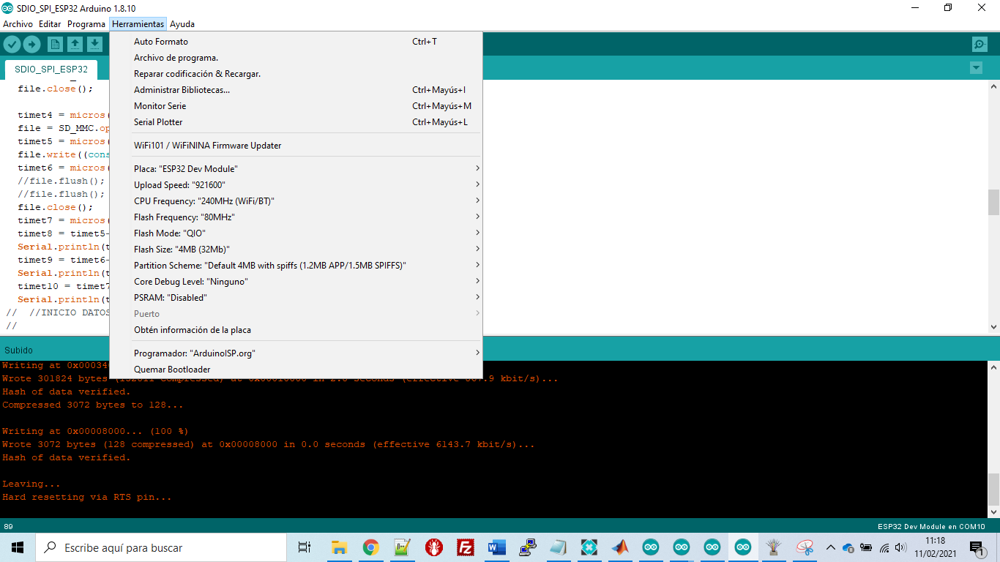 SDIO_SPI_ESP32 Arduino 1.8.10
Archivo Editar Programa Herramientas Ayuda
SDIO_SPI_ESP32
Auto Formato Ctrl+T
Archivo de programa.
Reparar codificación & Recargar.
Administrar Bibliotecas... Ctrl+Mayús+I
Monitor Serie Ctrl+Mayús+M
Serial Plotter Ctrl+Mayús+L
WiFi101 / WiFiNINA Firmware Updater
Placa: "ESP32 Dev Module"
Upload Speed: "921600"
CPU Frequency: "240MHz (WiFi/BT)"
Flash Frequency: "80MHz"
Flash Mode: "QIO"
Flash Size: "4MB (32Mb)"
Partition Scheme: "Default 4MB with spiffs (1.2MB APP/1.5MB SPIFFS)"
Core Debug Level: "Ninguno"
PSRAM: "Disabled"
Puerto
Obtén información de la placa
Programador: "ArduinoISP.org"
Quemar Bootloader
file.close();
timet4 = micros(
file = SD_MMC.op
timet5 = micros(
file.write((cons
timet6 = micros(
//file.flush();
//file.flush();
file.close();
timet7 = micros(
timet8 = timet5-
Serial.println(t
timet9 = timet6-
Serial.println(t
timet10 = timet7
Serial.println(t
// //INICIO DATOS
//
Subido
Writing at 0x00034
Wrote 301824 bytes compressed) at 0x00010000 in seconds (effective kbit/s)...
Hash of data verified.
Compressed 3072 bytes to 128...
Writing at 0x00008000... (100 %)
Wrote 3072 bytes (128 compressed) at 0x00008000 in 0.0 seconds (effective 6143.7 kbit/s)...
Hash of data verified.
Leaving...
Hard resetting via RTS pin...
89
ESP32 Dev Module en COM10
Escribe aquí para buscar
11:18
11/02/2021
1